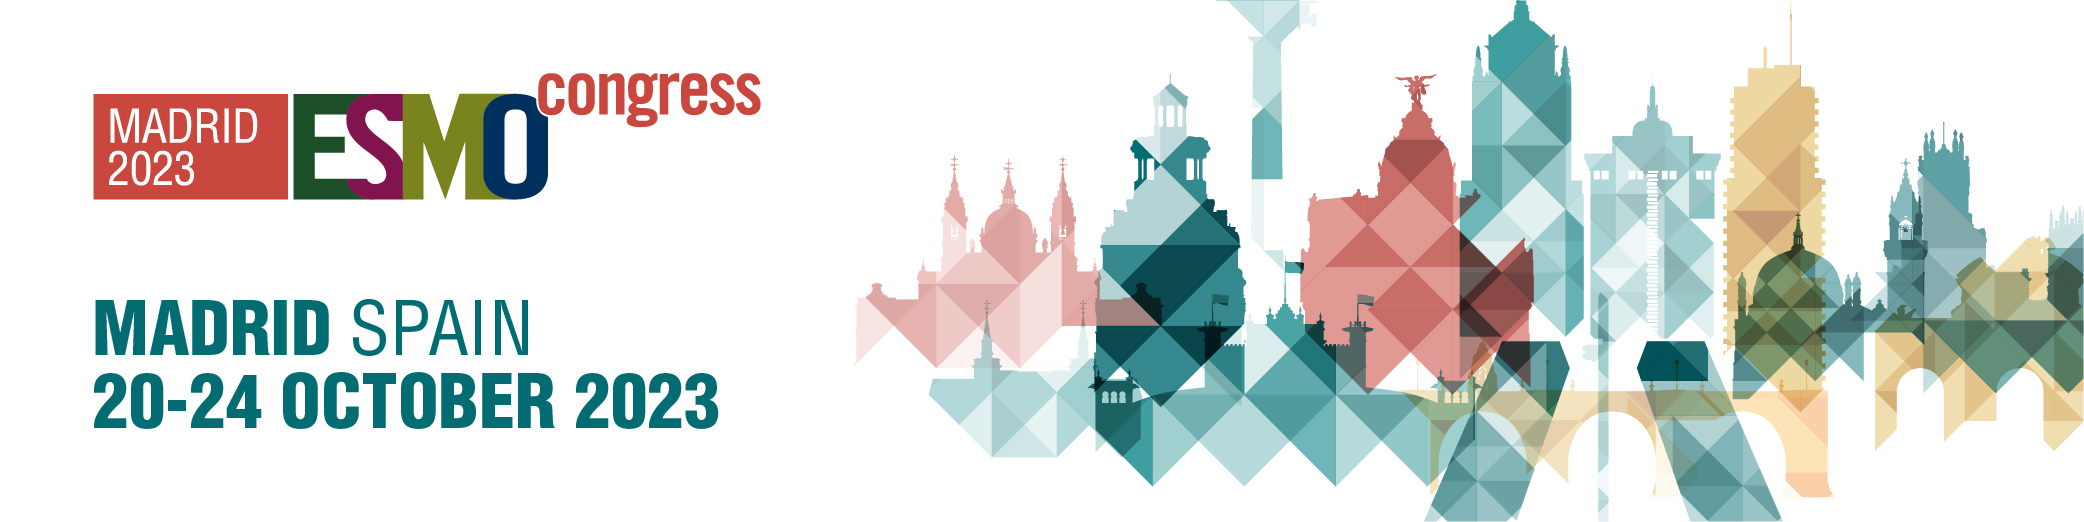 MADRID
2023
ESMO congress
MADRID SPAIN
20-24 OCTOBER 2023